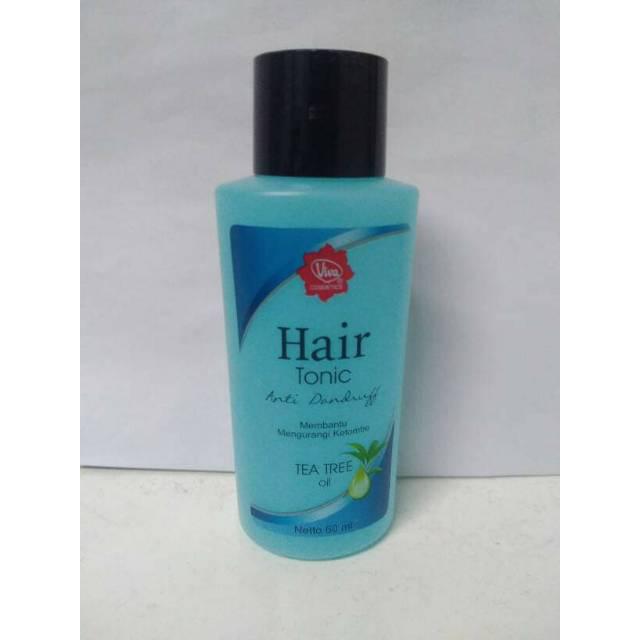 Viva
COSMETICS
Hair
Tonic
Anti Dandruff
Membantu
Mengurangi Ketombe
TEA TREE
oil
Netto 60 ml